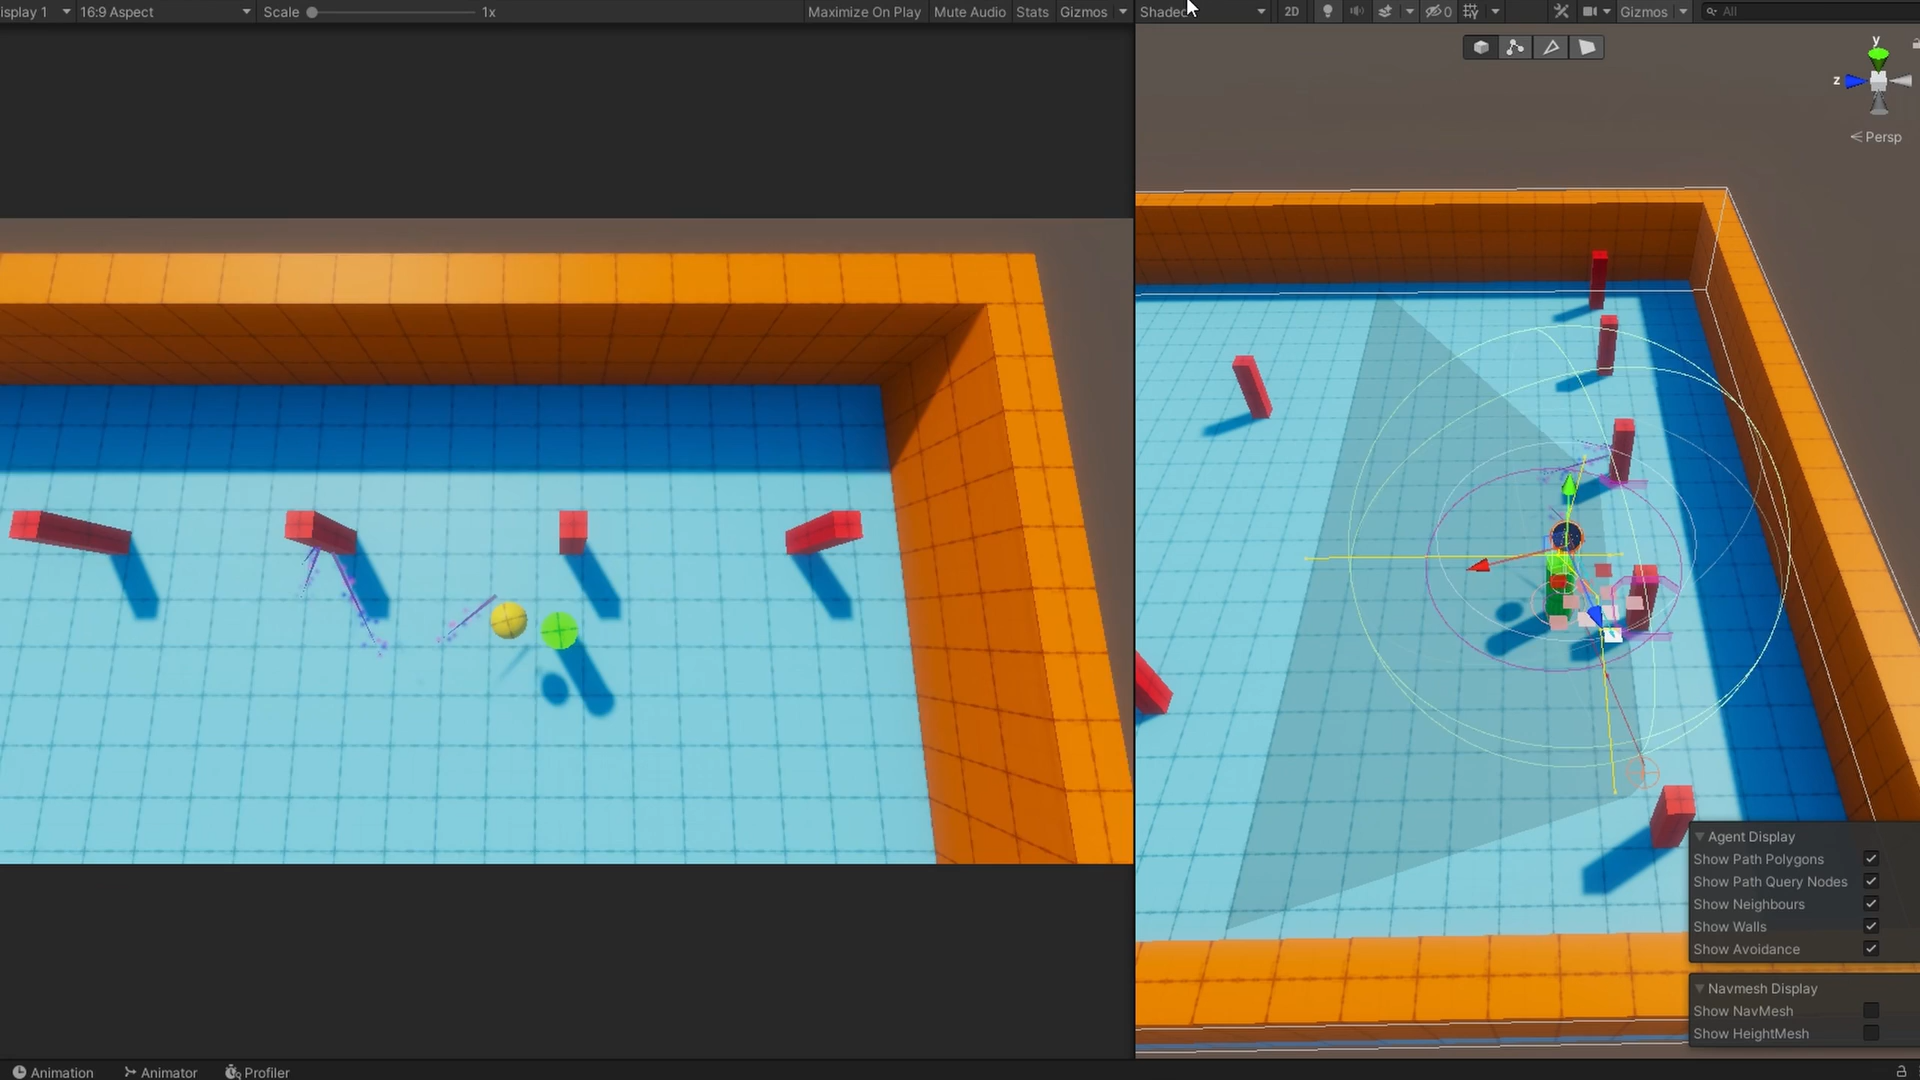 isplay 1 16:9 Aspect Scale 1x Maximize On Play Mute Audio Stats Gizmos
Shaded 2D 0 Gizmos All
y
z
Persp
Agent Display
Show Path Polygons
Show Path Query Nodes
Show Neighbours
Show Walls
Show Avoidance
Navmesh Display
Show NavMesh
Show HeightMesh
Animation Animator Profiler